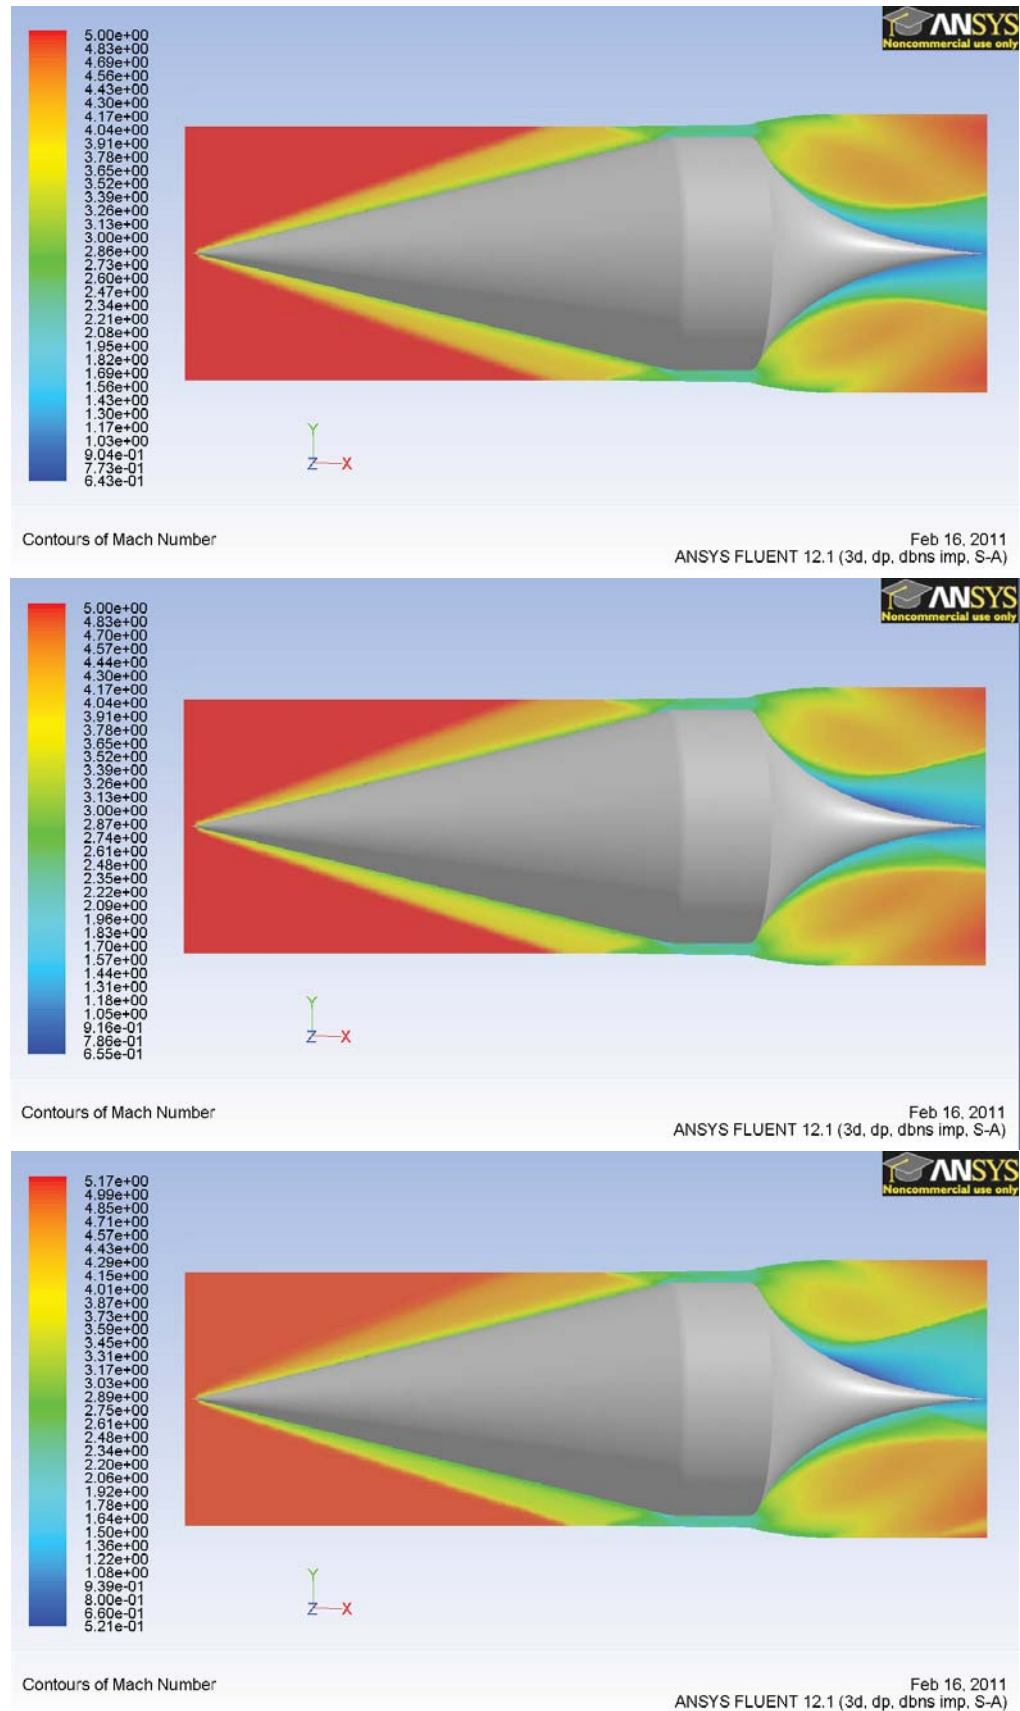 ANSYS
Noncommercial use only
5.00e+00
4.83e+00
4.69e+00
4.56e+00
4.43e+00
4.30e+00
4.17e+00
4.04e+00
3.91e+00
3.78e+00
3.65e+00
3.52e+00
3.39e+00
3.26e+00
3.13e+00
3.00e+00
2.86e+00
2.73e+00
2.60e+00
2.47e+00
2.34e+00
2.21e+00
2.08e+00
1.95e+00
1.82e+00
1.69e+00
1.56e+00
1.43e+00
1.30e+00
1.17e+00
1.03e+00
9.04e-01
7.73e-01
6.43e-01
Y
Z X
Contours of Mach Number
Feb 16, 2011
ANSYS FLUENT 12.1 (3d, dp, dbns imp, S-A)
ANSYS
Noncommercial use only
5.00e+00
4.83e+00
4.70e+00
4.57e+00
4.44e+00
4.30e+00
4.17e+00
4.04e+00
3.91e+00
3.78e+00
3.65e+00
3.52e+00
3.39e+00
3.26e+00
3.13e+00
3.00e+00
2.87e+00
2.74e+00
2.61e+00
2.48e+00
2.35e+00
2.22e+00
2.09e+00
1.96e+00
1.83e+00
1.70e+00
1.57e+00
1.44e+00
1.31e+00
1.18e+00
1.05e+00
9.16e-01
7.86e-01
6.55e-01
Y
Z X
Contours of Mach Number
Feb 16, 2011
ANSYS FLUENT 12.1 (3d, dp, dbns imp, S-A)
ANSYS
Noncommercial use only
5.17e+00
4.99e+00
4.85e+00
4.71e+00
4.57e+00
4.43e+00
4.29e+00
4.15e+00
4.01e+00
3.87e+00
3.73e+00
3.59e+00
3.45e+00
3.31e+00
3.17e+00
3.03e+00
2.89e+00
2.75e+00
2.61e+00
2.48e+00
2.34e+00
2.20e+00
2.06e+00
1.92e+00
1.78e+00
1.64e+00
1.50e+00
1.36e+00
1.22e+00
1.08e+00
9.39e-01
8.00e-01
6.60e-01
5.21e-01
Y
Z X
Contours of Mach Number
Feb 16, 2011
ANSYS FLUENT 12.1 (3d, dp, dbns imp, S-A)